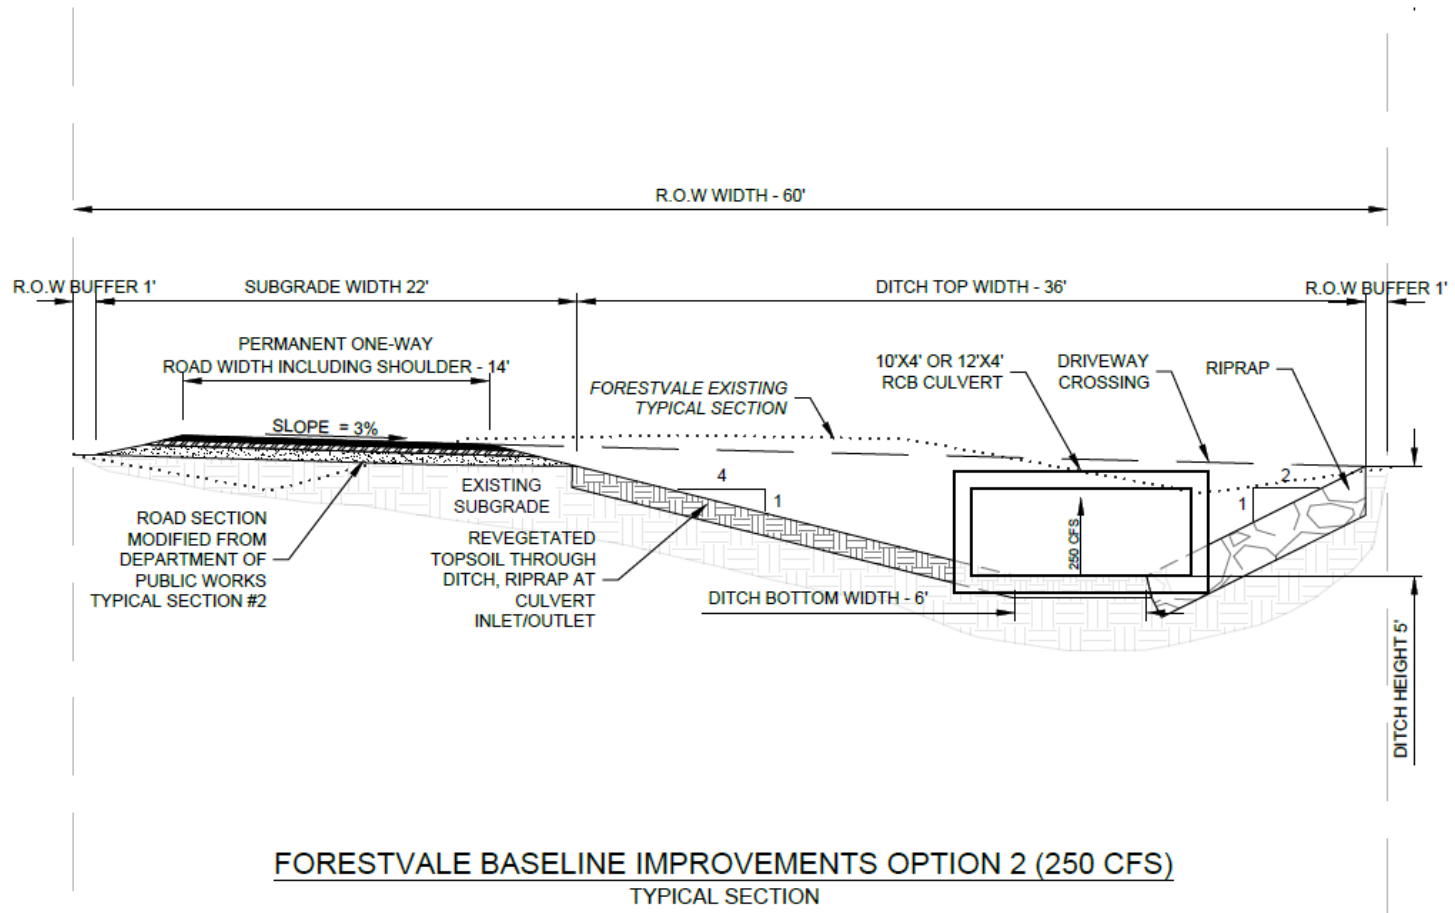 R.O.W WIDTH - 60'
R.O.W BUFFER 1'
SUBGRADE WIDTH 22'
DITCH TOP WIDTH - 36'
R.O.W BUFFER 1'
PERMANENT ONE-WAY
ROAD WIDTH INCLUDING SHOULDER - 14'
SLOPE = 3%
FORESTVALE EXISTING
TYPICAL SECTION
10'X4' OR 12'X4'
RCB CULVERT
DRIVEWAY
CROSSING
RIPRAP
4
1
2
1
250 CFS
EXISTING
SUBGRADE
ROAD SECTION
MODIFIED FROM
DEPARTMENT OF
PUBLIC WORKS
TYPICAL SECTION #2
REVEGETATED
TOPSOIL THROUGH
DITCH, RIPRAP AT
CULVERT
INLET/OUTLET
DITCH BOTTOM WIDTH - 6'
DITCH HEIGHT 5'
FORESTVALE BASELINE IMPROVEMENTS OPTION 2 (250 CFS)
TYPICAL SECTION